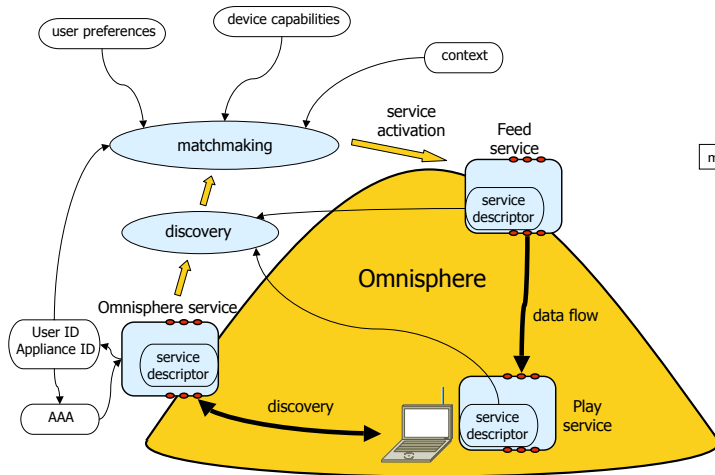 device capabilities
user preferences
context
service
activation
Feed
service
matchmaking
m
service
descriptor
discovery
Omnisphere
Omnisphere service
data flow
User ID
Appliance ID
service
descriptor
discovery
AAA
service
descriptor
Play
service